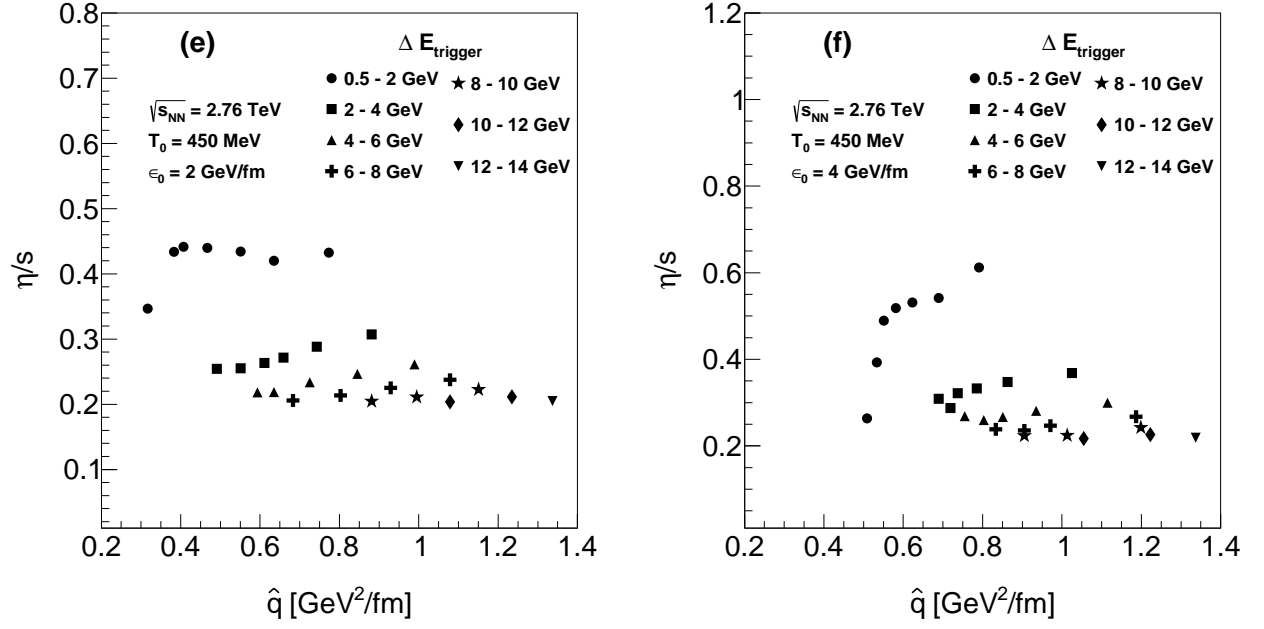 (e)
Δ E_trigger
0.5 - 2 GeV
2 - 4 GeV
4 - 6 GeV
6 - 8 GeV
8 - 10 GeV
10 - 12 GeV
12 - 14 GeV
√s_NN = 2.76 TeV
T_0 = 450 MeV
ϵ_0 = 2 GeV/fm
η/s
0.8
0.7
0.6
0.5
0.4
0.3
0.2
0.1
0.2 0.4 0.6 0.8 1 1.2 1.4
q̂ [GeV²/fm]
(f)
Δ E_trigger
0.5 - 2 GeV
2 - 4 GeV
4 - 6 GeV
6 - 8 GeV
8 - 10 GeV
10 - 12 GeV
12 - 14 GeV
√s_NN = 2.76 TeV
T_0 = 450 MeV
ϵ_0 = 4 GeV/fm
η/s
1.2
1
0.8
0.6
0.4
0.2
0.2 0.4 0.6 0.8 1 1.2 1.4
q̂ [GeV²/fm]